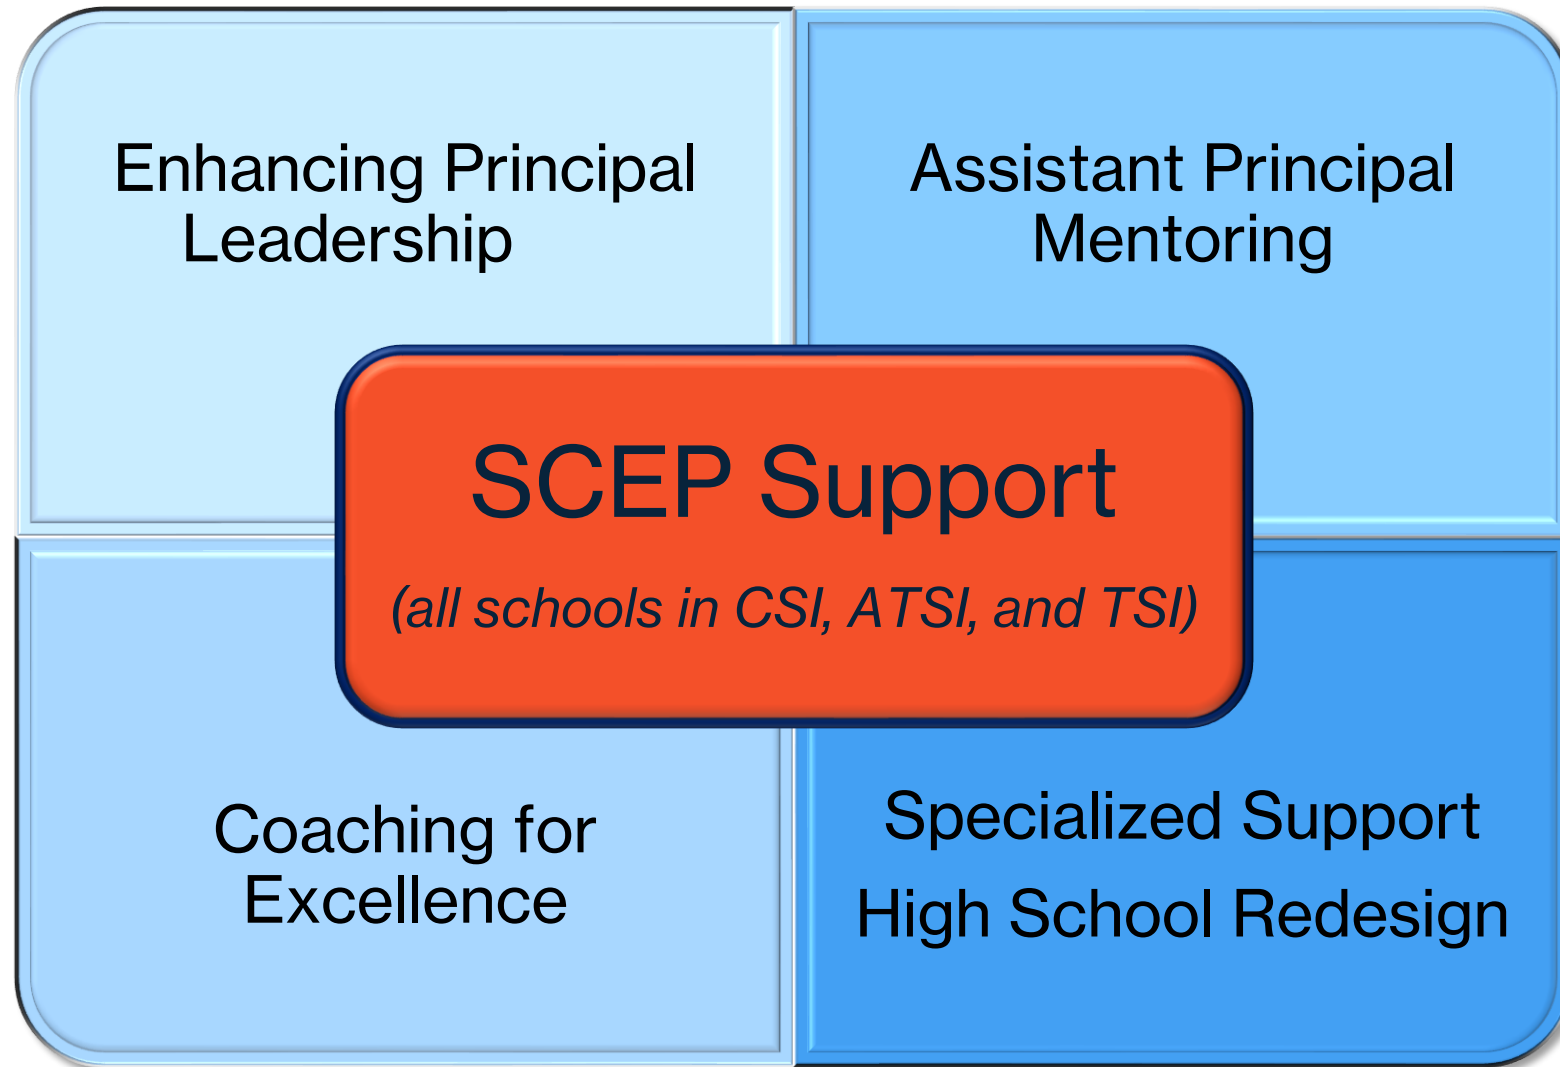 Enhancing Principal
Leadership
Assistant Principal
Mentoring
SCEP Support
(all schools in CSI, ATSI, and TSI)
Coaching for
Excellence
Specialized Support
High School Redesign